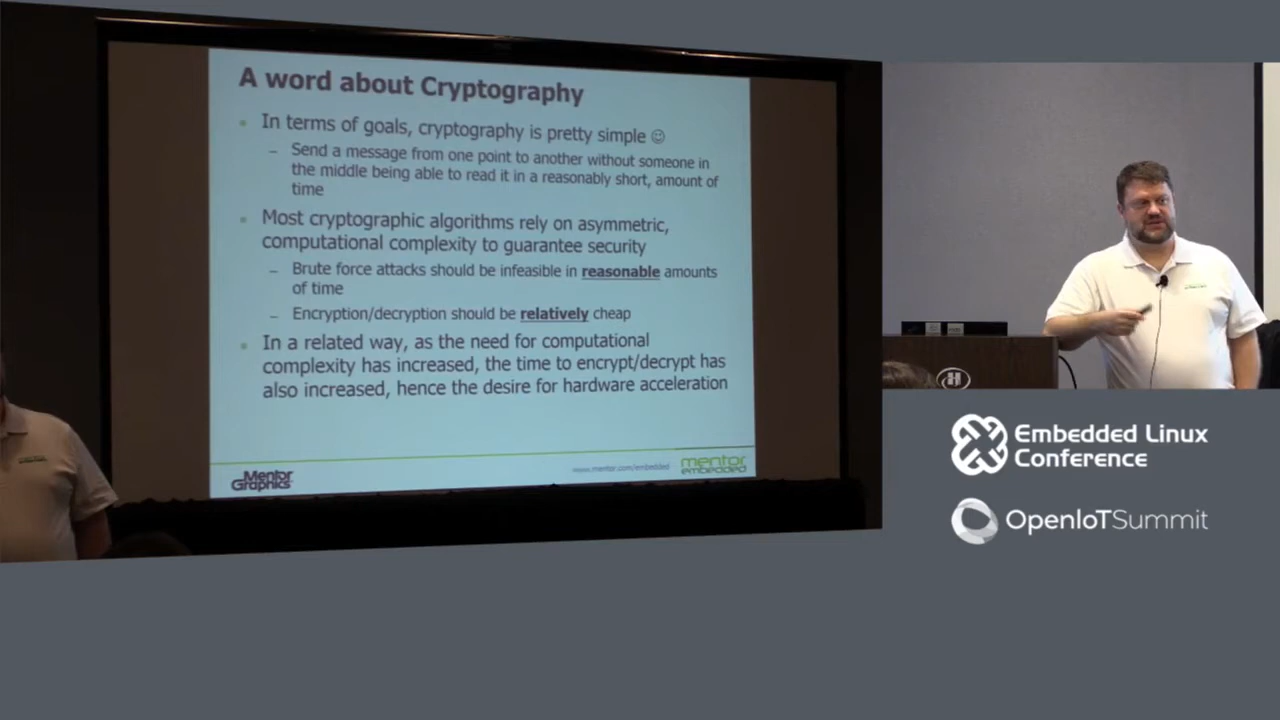 A word about Cryptography
In terms of goals, cryptography is pretty simple ☺
– Send a message from one point to another without someone in
the middle being able to read it in a reasonably short, amount of
time
Most cryptographic algorithms rely on asymmetric,
computational complexity to guarantee security
– Brute force attacks should be infeasible in reasonable amounts
of time
– Encryption/decryption should be relatively cheap
In a related way, as the need for computational
complexity has increased, the time to encrypt/decrypt has
also increased, hence the desire for hardware acceleration
Mentor
Graphics
www.mentor.com/embedded
mentor
embedded
H
Embedded Linux
Conference
OpenIoTSummit